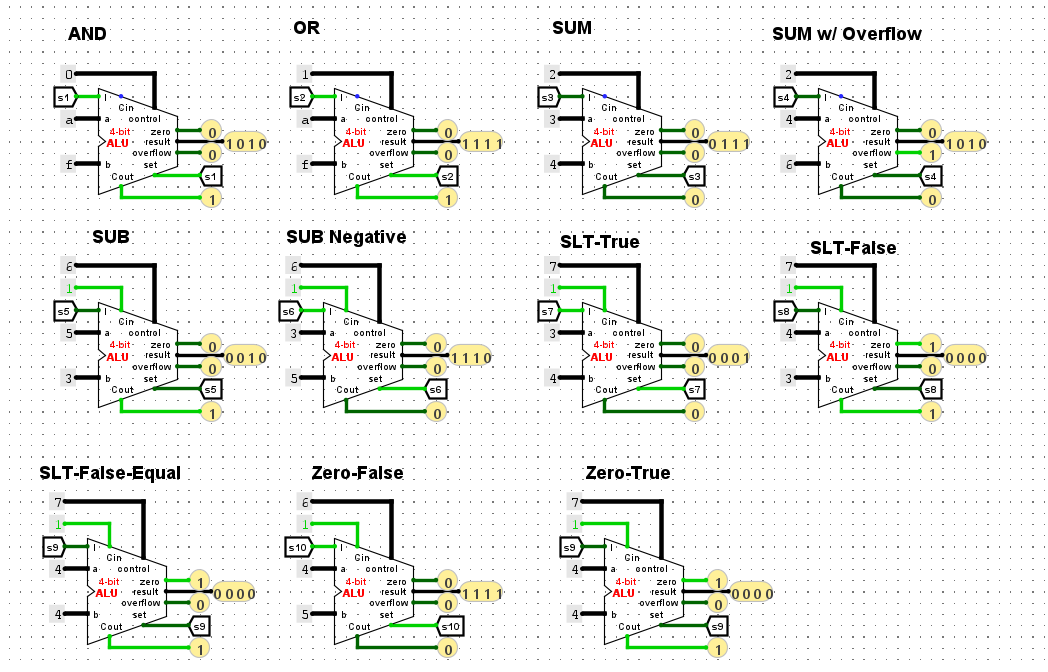 AND
OR
SUM
SUM w/ Overflow
0
1
2
2
s1 I Cin
s2 I Cin
s3 I Cin
s4 I Cin
a a control
a a control
3 a control
4 a control
4-bit ALU zero 0
4-bit ALU zero 0
4-bit ALU zero 0
4-bit ALU zero 0
result 1010
result 1111
result 0111
result 1010
overflow 0
overflow 0
overflow 0
overflow 1
f b set s1
f b set s2
4 b set s3
6 b set s4
Cout 1
Cout 1
Cout 0
Cout 0
SUB
SUB Negative
SLT-True
SLT-False
6
6
7
7
1
1
1
1
s5 I Cin
s6 I Cin
s7 I Cin
s8 I Cin
5 a control
3 a control
3 a control
4 a control
4-bit ALU zero 0
4-bit ALU zero 0
4-bit ALU zero 0
4-bit ALU zero 1
result 0010
result 1110
result 0001
result 0000
overflow 0
overflow 0
overflow 0
overflow 0
3 b set s5
5 b set s6
4 b set s7
3 b set s8
Cout 1
Cout 0
Cout 0
Cout 1
SLT-False-Equal
Zero-False
Zero-True
7
6
7
1
1
1
s9 I Cin
s10 I Cin
s9 I Cin
4 a control
4 a control
4 a control
4-bit ALU zero 1
4-bit ALU zero 0
4-bit ALU zero 1
result 0000
result 1111
result 0000
overflow 0
overflow 0
overflow 0
4 b set s9
5 b set s10
4 b set s9
Cout 1
Cout 0
Cout 1